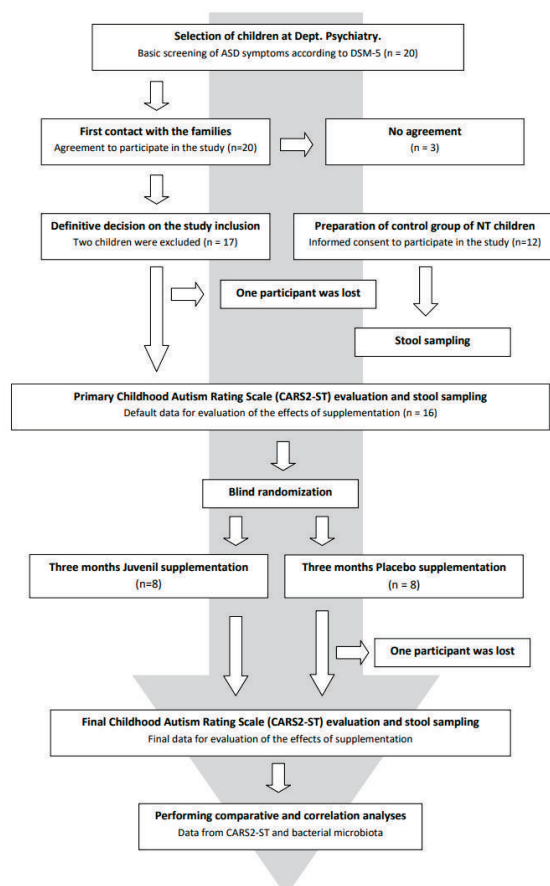 Selection of children at Dept. Psychiatry.
Basic screening of ASD symptoms according to DSM-5 (n = 20)
First contact with the families
Agreement to participate in the study (n=20)
No agreement
(n = 3)
Definitive decision on the study inclusion
Two children were excluded (n = 17)
Preparation of control group of NT children
Informed consent to participate in the study (n=12)
One participant was lost
Stool sampling
Primary Childhood Autism Rating Scale (CARS2-ST) evaluation and stool sampling
Default data for evaluation of the effects of supplementation (n = 16)
Blind randomization
Three months Juvenil supplementation
(n=8)
Three months Placebo supplementation
(n = 8)
One participant was lost
Final Childhood Autism Rating Scale (CARS2-ST) evaluation and stool sampling
Final data for evaluation of the effects of supplementation
Performing comparative and correlation analyses
Data from CARS2-ST and bacterial microbiota